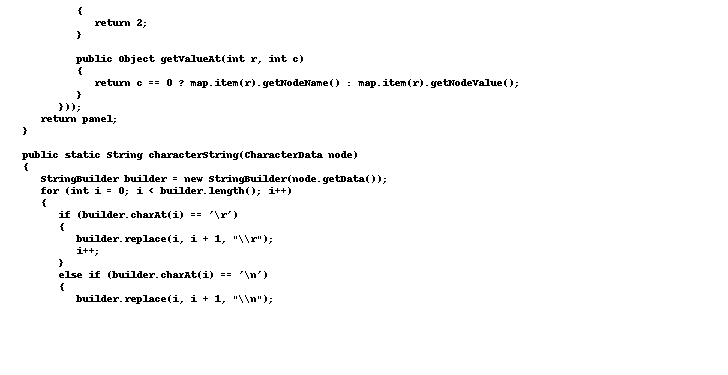 {
return 2;
}
public Object getValueAt(int r, int c)
{
return c == 0 ? map.item(r).getNodeName() : map.item(r).getNodeValue();
}
}));
return panel;
}
public static String characterString(CharacterData node)
{
StringBuilder builder = new StringBuilder(node.getData());
for (int i = 0; i < builder.length(); i++)
{
if (builder.charAt(i) == '\r')
{
builder.replace(i, i + 1, "\\r");
i++;
}
else if (builder.charAt(i) == '\n')
{
builder.replace(i, i + 1, "\\n");